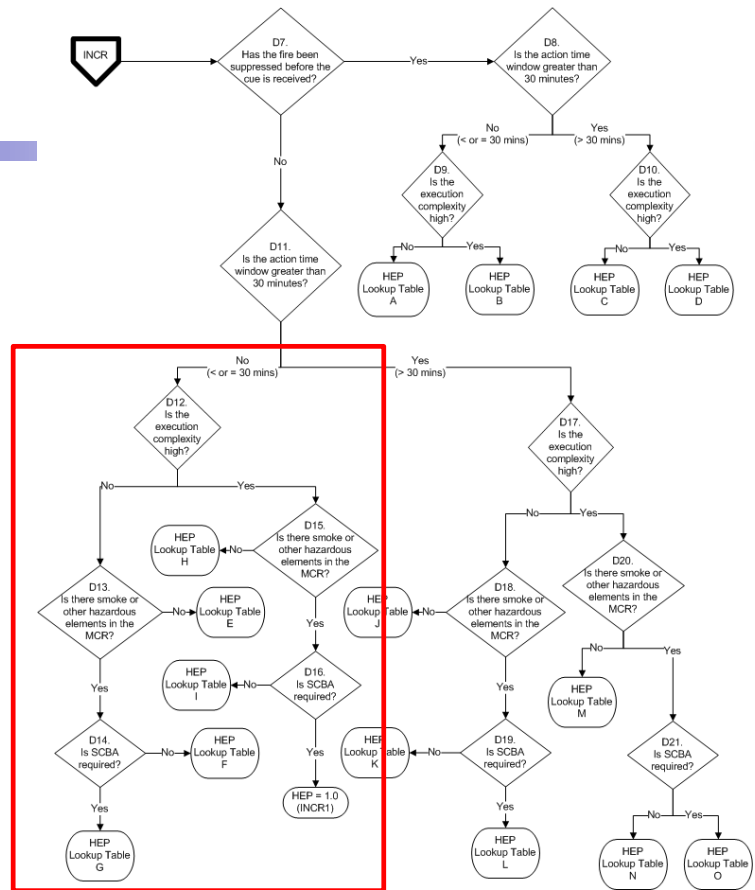 INCR
D7.
Has the fire been
suppressed before the
cue is received?
Yes
D8.
Is the action time
window greater than
30 minutes?
No
(< or = 30 mins)
Yes
(> 30 mins)
No
D9.
Is the
execution
complexity
high?
D10.
Is the
execution
complexity
high?
No
Yes
No
Yes
HEP
Lookup Table
A
HEP
Lookup Table
B
HEP
Lookup Table
C
HEP
Lookup Table
D
D11.
Is the action time
window greater than
30 minutes?
No
(< or = 30 mins)
Yes
(> 30 mins)
D12.
Is the
execution
complexity
high?
No
Yes
D15.
Is there smoke or
other hazardous
elements in the
MCR?
No
HEP
Lookup Table
H
D13.
Is there smoke or
other hazardous
elements in the
MCR?
No
HEP
Lookup Table
E
Yes
Yes
D16.
Is SCBA
required?
No
HEP
Lookup Table
I
D14.
Is SCBA
required?
No
HEP
Lookup Table
F
Yes
Yes
HEP = 1.0
(INCR1)
HEP
Lookup Table
G
D17.
Is the
execution
complexity
high?
No
Yes
D18.
Is there smoke or
other hazardous
elements in the
MCR?
No
HEP
Lookup Table
J
D20.
Is there smoke or
other hazardous
elements in the
MCR?
No
Yes
HEP
Lookup Table
M
Yes
D19.
Is SCBA
required?
No
HEP
Lookup Table
K
D21.
Is SCBA
required?
Yes
No
Yes
HEP
Lookup Table
L
HEP
Lookup Table
N
HEP
Lookup Table
O